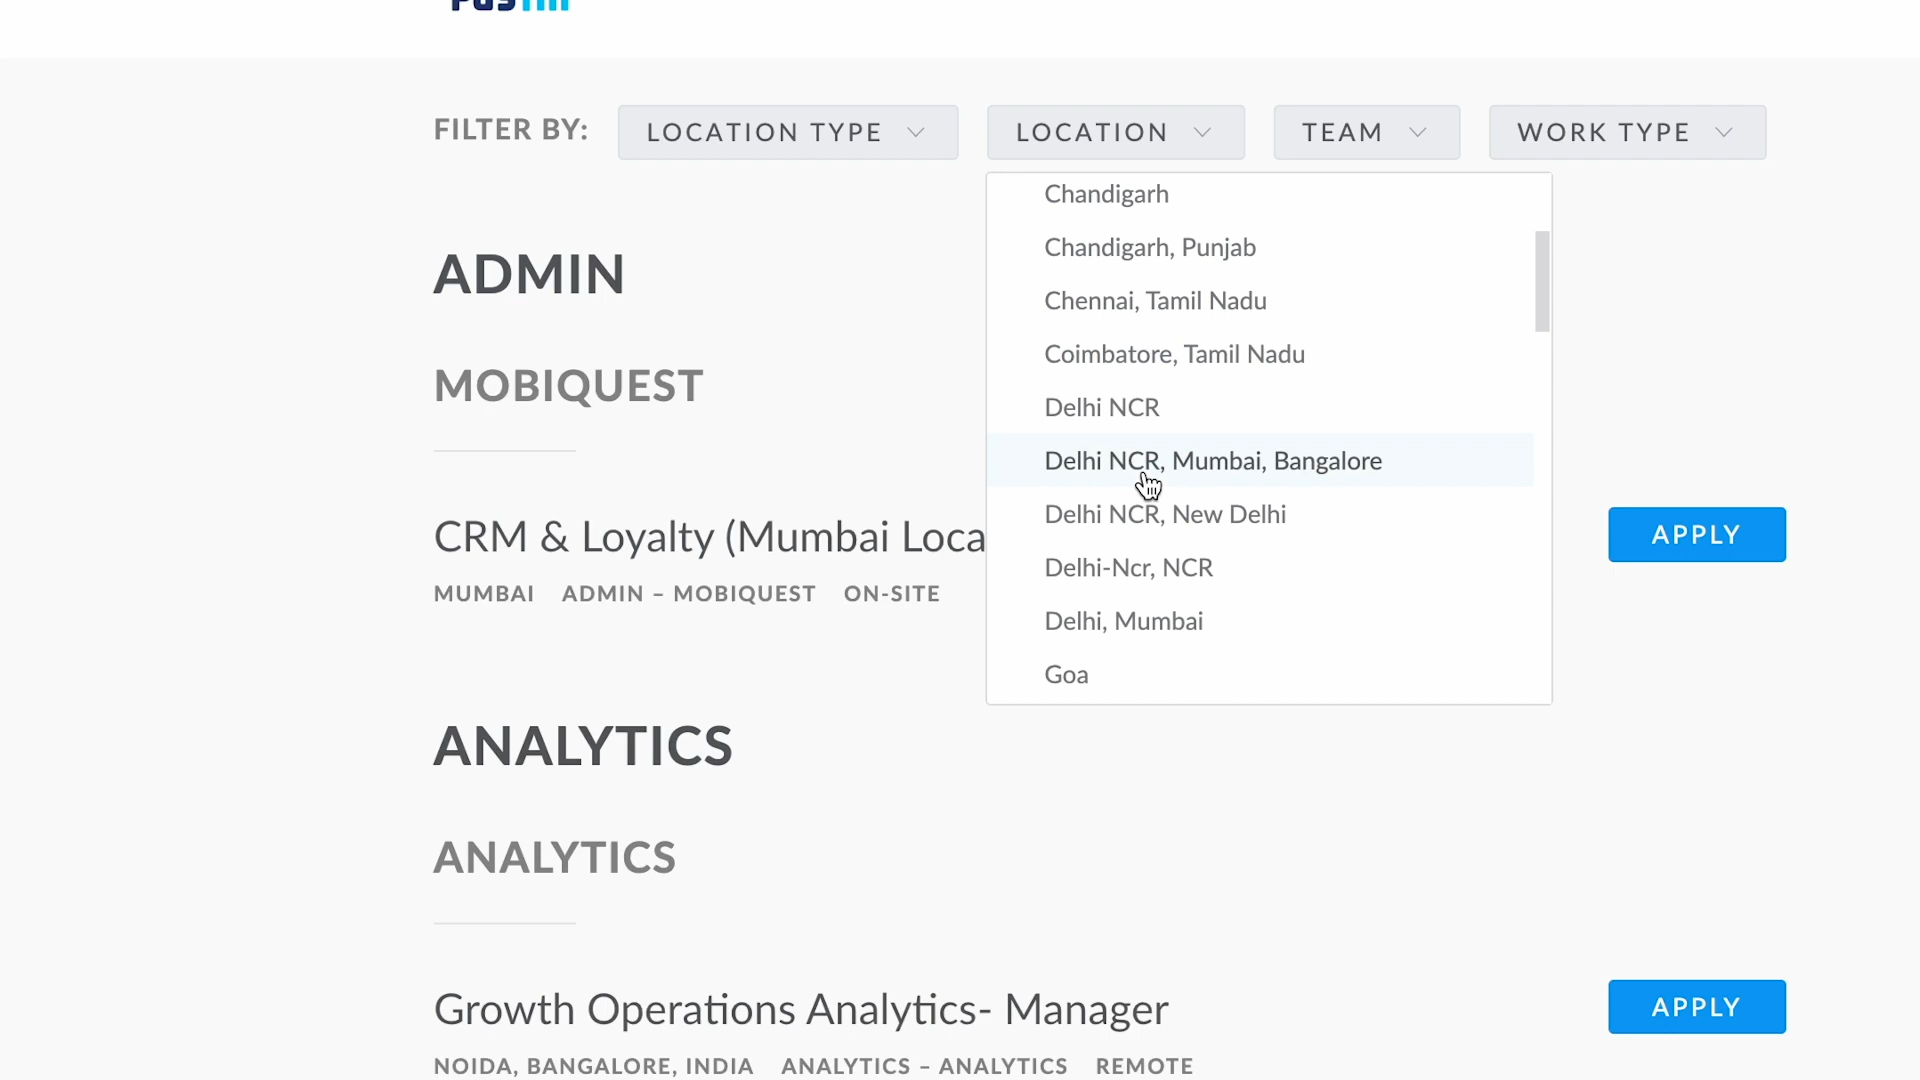 FILTER BY:
LOCATION TYPE
LOCATION
TEAM
WORK TYPE
Chandigarh
Chandigarh, Punjab
Chennai, Tamil Nadu
Coimbatore, Tamil Nadu
Delhi NCR
Delhi NCR, Mumbai, Bangalore
Delhi NCR, New Delhi
Delhi-Ncr, NCR
Delhi, Mumbai
Goa
ADMIN
MOBIQUEST
CRM & Loyalty (Mumbai Loca
APPLY
MUMBAI ADMIN – MOBIQUEST ON-SITE
ANALYTICS
ANALYTICS
Growth Operations Analytics- Manager
APPLY
NOIDA, BANGALORE, INDIA ANALYTICS – ANALYTICS REMOTE